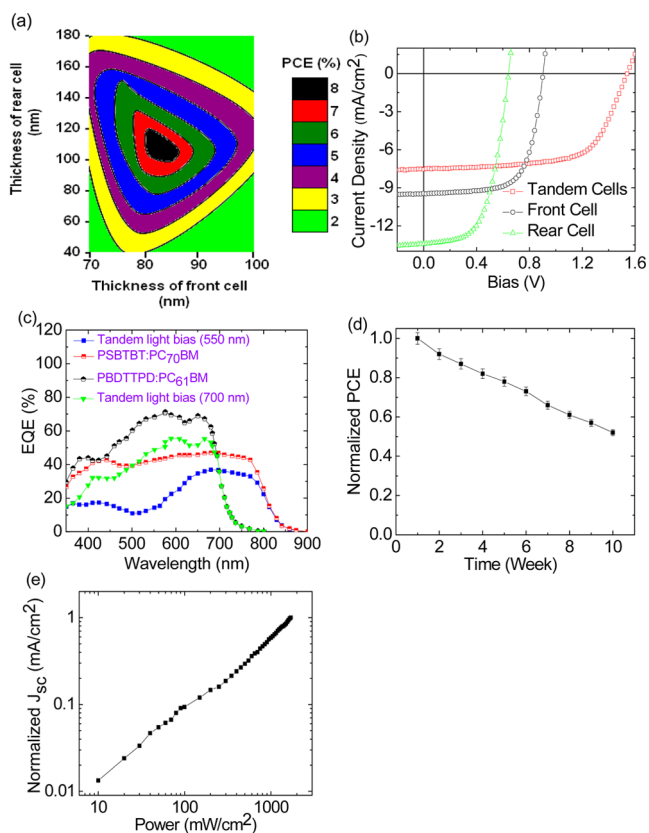 (a)
180
160
140
120
100
80
60
40
70
80
90
100
Thickness of rear cell
(nm)
Thickness of front cell
(nm)
PCE (%)
8
7
6
5
4
3
2
(b)
0
-3
-6
-9
-12
Current Density (mA/cm²)
Tandem Cells
Front Cell
Rear Cell
0.0
0.4
0.8
1.2
1.6
Bias (V)
(c)
120
100
80
60
40
20
0
EQE (%)
Tandem light bias (550 nm)
PSBTBT:PC₇₀BM
PBDTTPD:PC₆₁BM
Tandem light bias (700 nm)
400
500
600
700
800
900
Wavelength (nm)
(d)
1.0
0.8
0.6
0.4
0.2
0.0
Normalized PCE
0
2
4
6
8
10
Time (Week)
(e)
1
0.1
0.01
Normalized J_SC (mA/cm²)
10
100
1000
Power (mW/cm²)